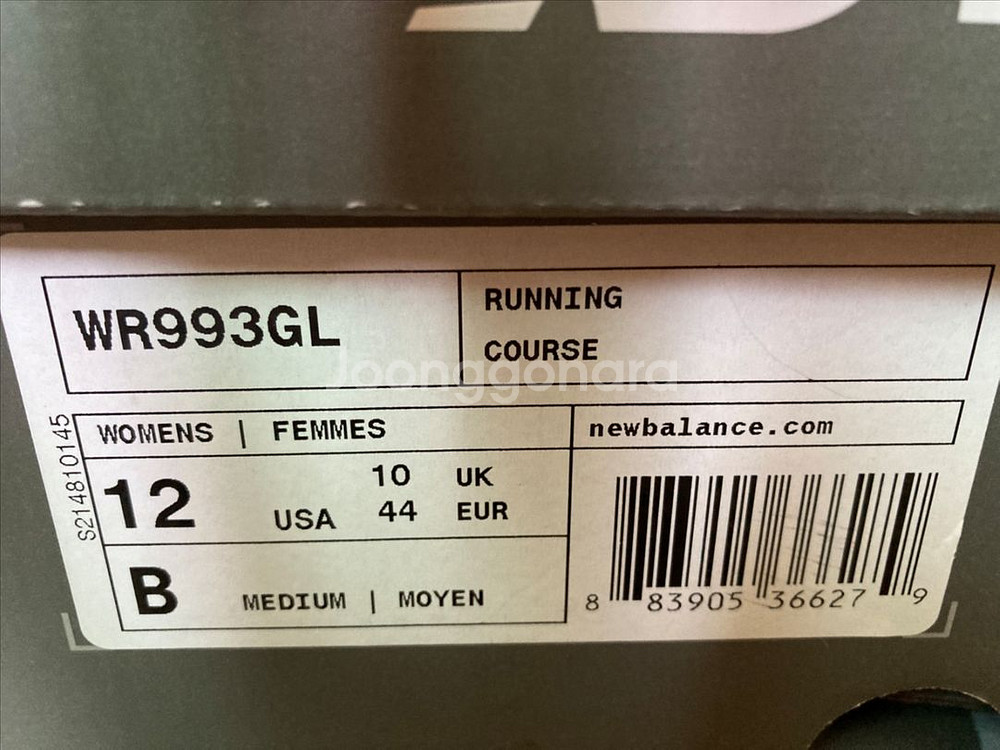 WR993GL
RUNNING
COURSE
Joonggonara
WOMENS | FEMMES
newbalance.com
12 USA
10 UK
44 EUR
B MEDIUM | MOYEN
S214810145
8 83905 36627 9